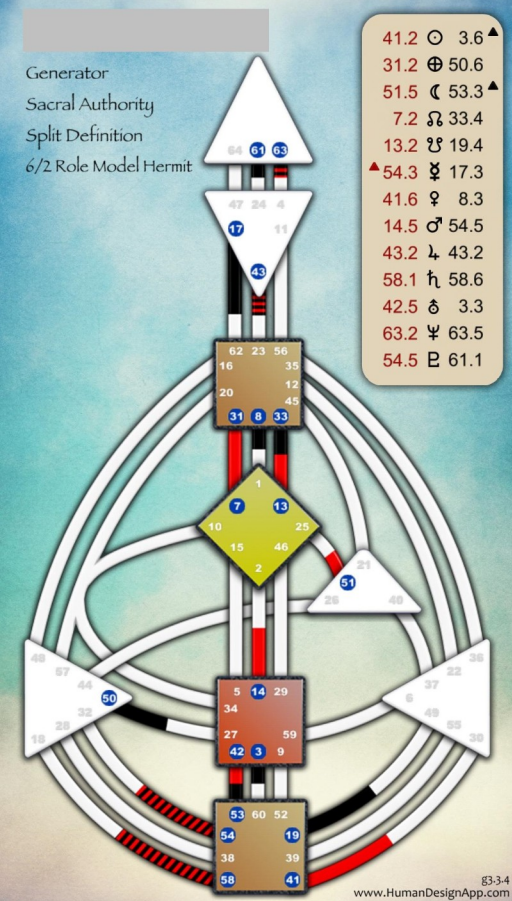 Generator
Sacral Authority
Split Definition
6/2 Role Model Hermit
41.2 ☉ 3.6 ▲
31.2 ⊕ 50.6
51.5 ☾ 53.3 ▲
7.2 ☊ 33.4
13.2 ☋ 19.4
▲ 54.3 ☿ 17.3
41.6 ♀ 8.3
14.5 ♂ 54.5
43.2 ♃ 43.2
58.1 ♄ 58.6
42.5 ⛢ 3.3
63.2 ♆ 63.5
54.5 ♇ 61.1
64 61 63
47 24 4
17 11
43
62 23 56
16 35
20 12
45
31 8 33
1
7 13
10 25
15 46
2
21
51
26 40
48 36
57 22
44 37
50 6
32 49
28 55
18 30
5 14 29
34
27 59
42 3 9
53 60 52
54 19
38 39
58 41
g3-3-4
www.HumanDesignApp.com